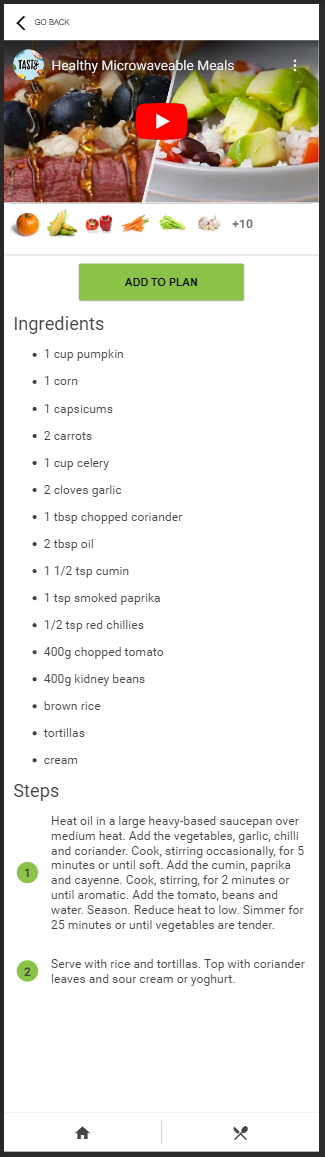 GO BACK
TASTY
Healthy Microwaveable Meals
+10
ADD TO PLAN
Ingredients
1 cup pumpkin
1 corn
1 capsicums
2 carrots
1 cup celery
2 cloves garlic
1 tbsp chopped coriander
2 tbsp oil
1 1/2 tsp cumin
1 tsp smoked paprika
1/2 tsp red chillies
400g chopped tomato
400g kidney beans
brown rice
tortillas
cream
Steps
Heat oil in a large heavy-based saucepan over
medium heat. Add the vegetables, garlic, chilli
and coriander. Cook, stirring occasionally, for 5
minutes or until soft. Add the cumin, paprika
1 and cayenne. Cook, stirring, for 2 minutes or
until aromatic. Add the tomato, beans and
water. Season. Reduce heat to low. Simmer for
25 minutes or until vegetables are tender.
2 Serve with rice and tortillas. Top with coriander
leaves and sour cream or yoghurt.